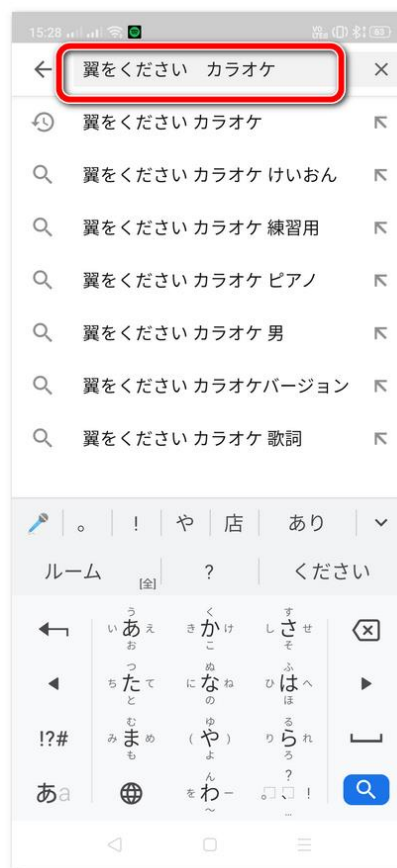 15:28
翼をください　カラオケ
翼をください カラオケ
翼をください カラオケ けいおん
翼をください カラオケ 練習用
翼をください カラオケ ピアノ
翼をください カラオケ 男
翼をください カラオケバージョン
翼をください カラオケ 歌詞
。 ! や 店 あり
ルーム [全] ? ください
う く す
いあえ きかけ しさせ
お こ そ
つ ぬ ふ
ちたて になね ひはへ
と の ほ
む ゆ る
!?# みまめ (や) りられ
も よ ろ
ん ?
あa をわー 。、!
〜 …